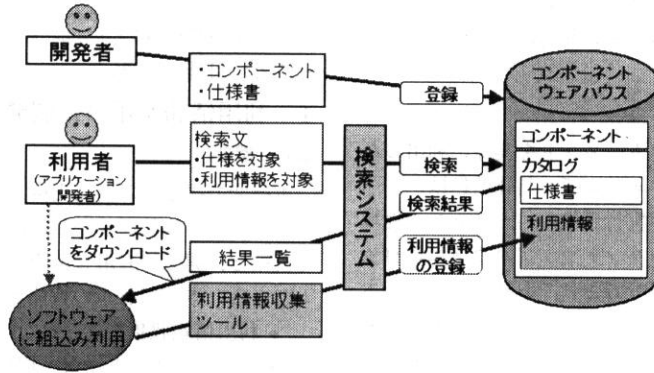 開発者
・コンポーネント
・仕様書
登録
コンポーネント
ウェアハウス
利用者
(アプリケーション
開発者)
検索文
・仕様を対象
・利用情報を対象
検索システム
検索
コンポーネント
カタログ
仕様書
利用情報
検索結果
コンポーネント
をダウンロード
結果一覧
利用情報
の登録
ソフトウェア
に組込み利用
利用情報収集
ツール